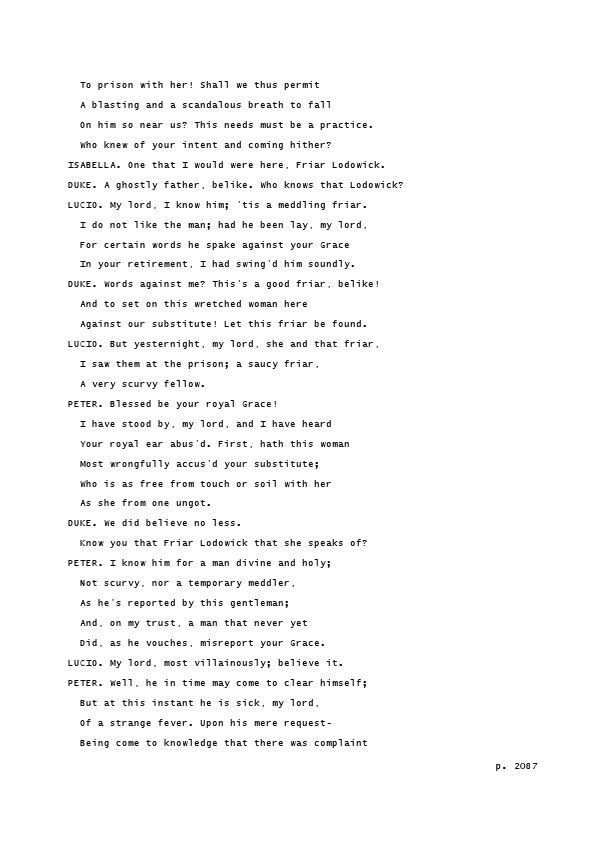 To prison with her! Shall we thus permit
A blasting and a scandalous breath to fall
On him so near us? This needs must be a practice.
Who knew of your intent and coming hither?
ISABELLA. One that I would were here, Friar Lodowick.
DUKE. A ghostly father, belike. Who knows that Lodowick?
LUCIO. My lord, I know him; 'tis a meddling friar.
I do not like the man; had he been lay, my lord,
For certain words he spake against your Grace
In your retirement, I had swing'd him soundly.
DUKE. Words against me? This's a good friar, belike!
And to set on this wretched woman here
Against our substitute! Let this friar be found.
LUCIO. But yesternight, my lord, she and that friar,
I saw them at the prison; a saucy friar,
A very scurvy fellow.
PETER. Blessed be your royal Grace!
I have stood by, my lord, and I have heard
Your royal ear abus'd. First, hath this woman
Most wrongfully accus'd your substitute;
Who is as free from touch or soil with her
As she from one ungot.
DUKE. We did believe no less.
Know you that Friar Lodowick that she speaks of?
PETER. I know him for a man divine and holy;
Not scurvy, nor a temporary meddler,
As he's reported by this gentleman;
And, on my trust, a man that never yet
Did, as he vouches, misreport your Grace.
LUCIO. My lord, most villainously; believe it.
PETER. Well, he in time may come to clear himself;
But at this instant he is sick, my lord,
Of a strange fever. Upon his mere request-
Being come to knowledge that there was complaint
p. 2087